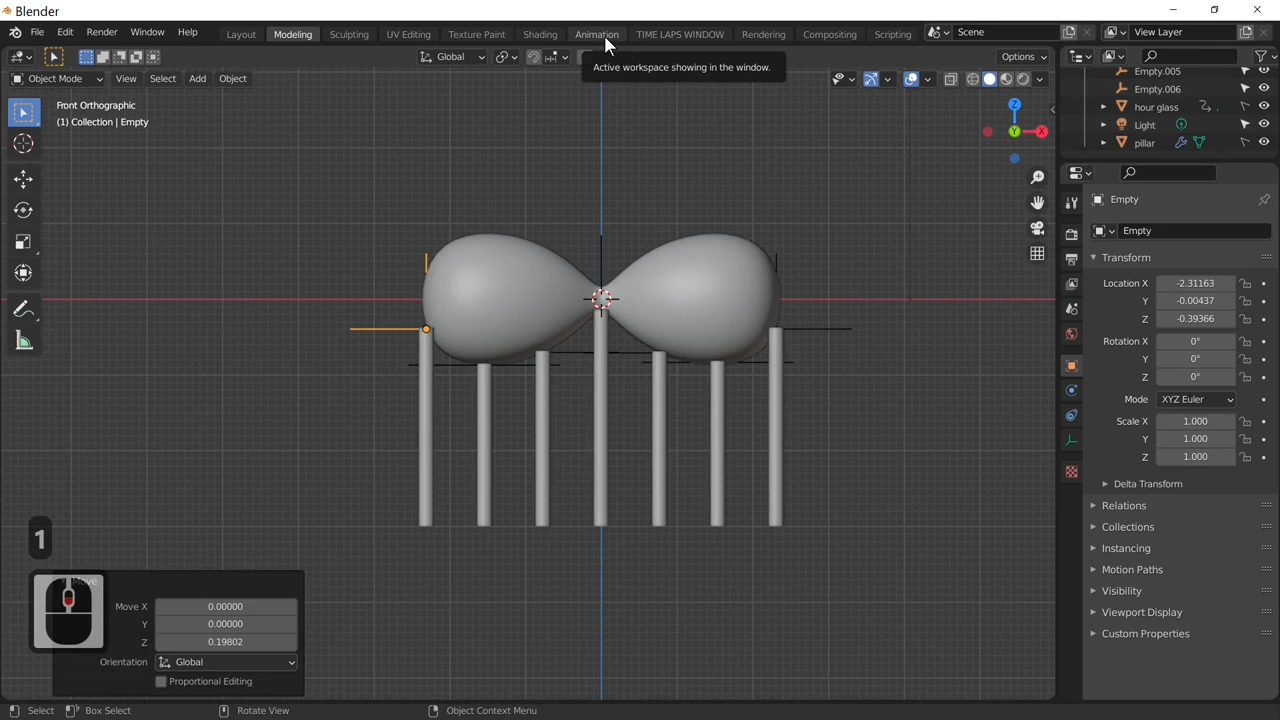 Blender
File Edit Render Window Help
Layout Modeling Sculpting UV Editing Texture Paint Shading Animation TIME LAPS WINDOW Rendering Compositing Scripting
Scene
View Layer
Active workspace showing in the window.
Global
Options
Object Mode View Select Add Object
Front Orthographic
(1) Collection | Empty
Z
Y
X
Empty.005
Empty.006
hour glass
Light
pillar
Empty
Empty
Transform
Location X -2.31163
Y -0.00437
Z -0.39366
Rotation X 0°
Y 0°
Z 0°
Mode XYZ Euler
Scale X 1.000
Y 1.000
Z 1.000
Delta Transform
Relations
Collections
Instancing
Motion Paths
Visibility
Viewport Display
Custom Properties
1
Move
Move X 0.00000
Y 0.00000
Z 0.19802
Orientation Global
Proportional Editing
Select Box Select Rotate View Object Context Menu